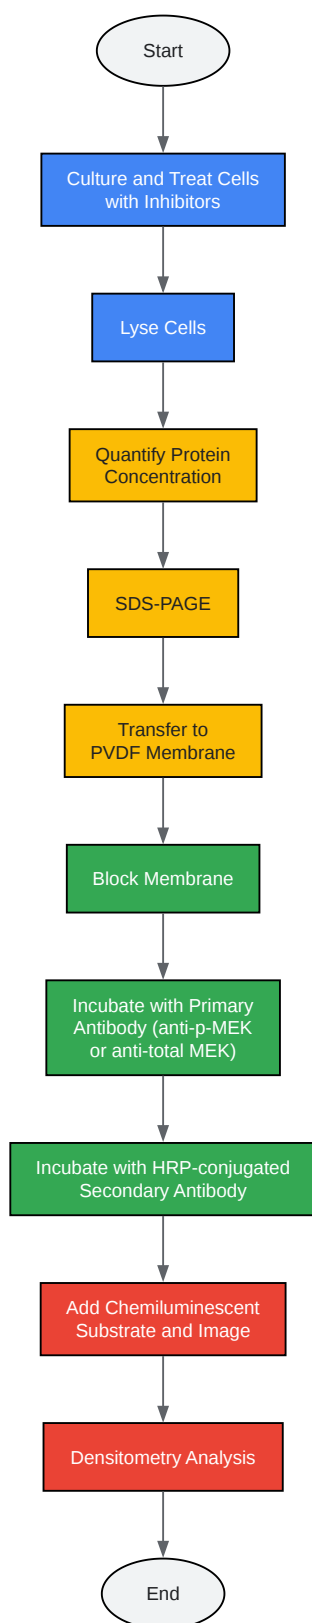 Start
Culture and Treat Cells
with Inhibitors
Lyse Cells
Quantify Protein
Concentration
SDS-PAGE
Transfer to
PVDF Membrane
Block Membrane
Incubate with Primary
Antibody (anti-p-MEK
or anti-total MEK)
Incubate with HRP-conjugated
Secondary Antibody
Add Chemiluminescent
Substrate and Image
Densitometry Analysis
End